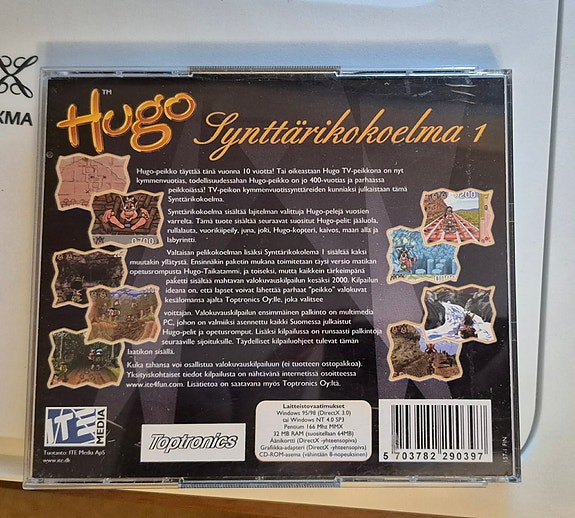 XMA
Hugo™
Synttärikokoelma 1
Hugo-peikko täyttää tänä vuonna 10 vuotta! Tai oikeastaan Hugo TV-peikkona on nyt
kymmenvuotias, todellisuudessahan Hugo-peikko on jo 400-vuotias ja parhaassa
peikkoiässä! TV-peikon kymmenvuotissyntttäreiden kunniaksi julkaistaan tämä
Synttärikokoelma.
Synttärikokoelma sisältää lajitelman valittuja Hugo-pelejä vuosien
varrelta. Tämä tuote sisältää seuraavat suositut Hugo-pelit: jääluola,
rullalauta, vuorikiipeily, juna, joki, Hugo-kopteri, kaivos, maan alla ja
labyrintti.
Valtaisan pelikokoelman lisäksi Synttärikokolema 1 sisältää kaksi
muutakin yllätystä. Ensinnäkin paketin mukana toimitetaan täysi versio matikan
opetusrompusta Hugo-Taikatammi, ja toiseksi, mutta kaikkein tärkeimpänä
paketti sisältää mahtavan valokuvauskilpailun kesäksi 2000. Kilpailun
ideana on, että lapset voivat lähettää parhaat "peikko" valokuvat
kesälomansa ajalta Toptronics Oy:lle, joka valitsee
voittajan. Valokuvauskilpailun ensimmäinen palkinto on multimedia
PC, johon on valmiiksi asennettu kaikki Suomessa julkaistut
Hugo-pelit ja opetusromput. Lisäksi kilpailussa on runsaasti palkintoja
seuraaville sijoituksille. Täydelliset kilpailuohjeet tulevat tämän
laatikon sisällä.
Kuka tahansa voi osallistua valokuvauskilpailuun (ei tuotteen ostopakkoa).
Yksityiskohtaiset tiedot kilpailusta on nähtävänä internetissä osoitteessa
www.ite4fun.com. Lisätietoa on saatavana myös Toptronics Oy:ltä.
0700
ITE
MEDIA
Tuotanto: ITE Media ApS
www.ite.dk
Toptronics
Laitteistovaatimukset
Windows 95/98 (DirectX 3.0)
tai Windows NT 4.0 SP3
Pentium 166 Mhz MMX
32 MB RAM (suositellaan 64MB)
Äänikortti (DirectX -yhteensopiva)
Grafiikka-adapteri (DirectX -yhteensopiva)
CD-ROM-asema (vähintään 8-nopeuksinen)
5 703782 290397